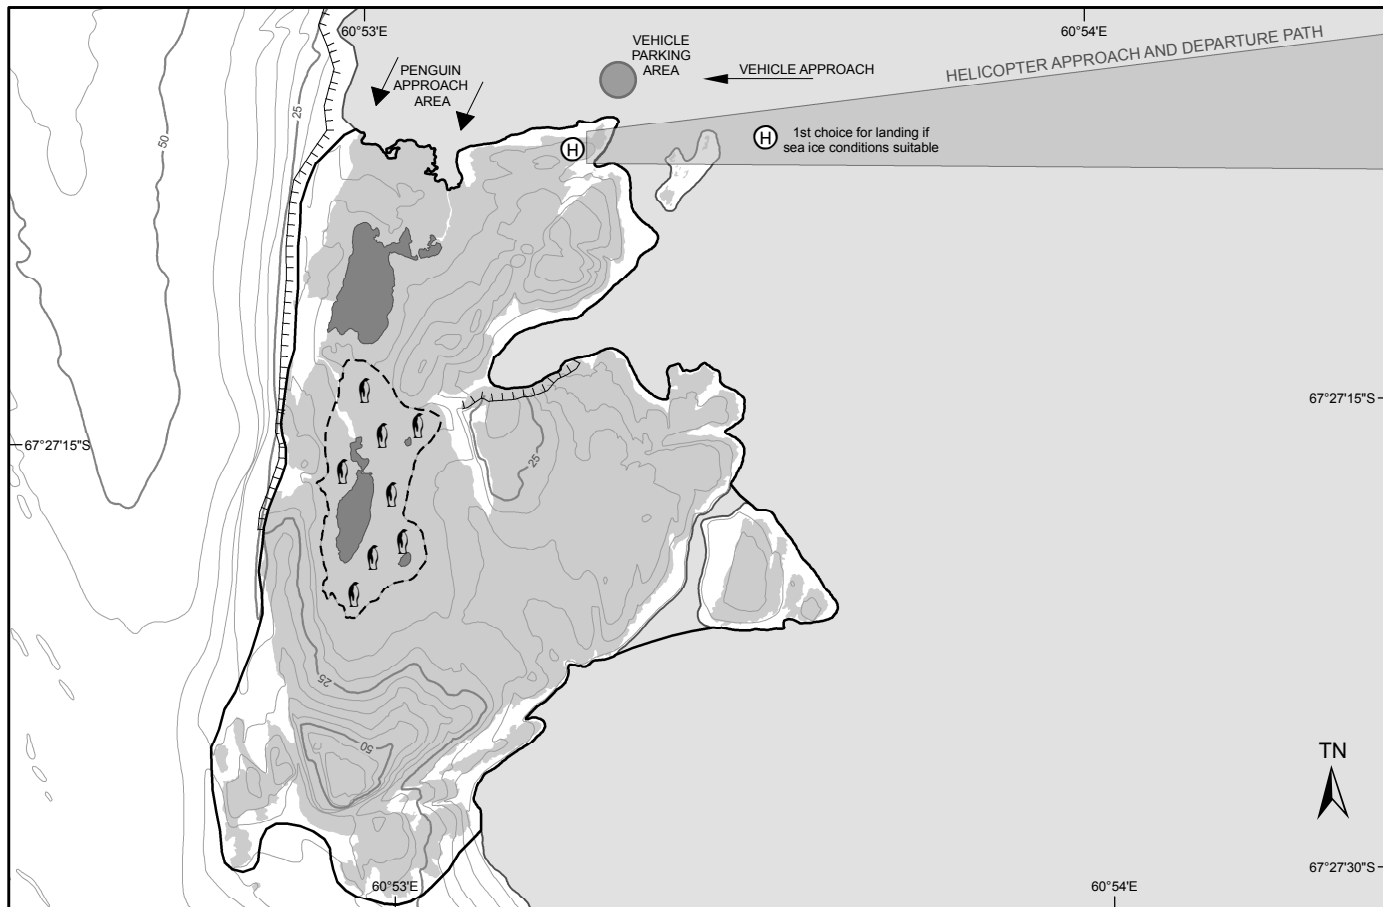 60°53'E
60°54'E
VEHICLE
PARKING
AREA
VEHICLE APPROACH
HELICOPTER APPROACH AND DEPARTURE PATH
PENGUIN
APPROACH
AREA
H
H
1st choice for landing if
sea ice conditions suitable
25
50
67°27'15"S
67°27'15"S
25
25
50
TN
67°27'30"S
60°53'E
60°54'E